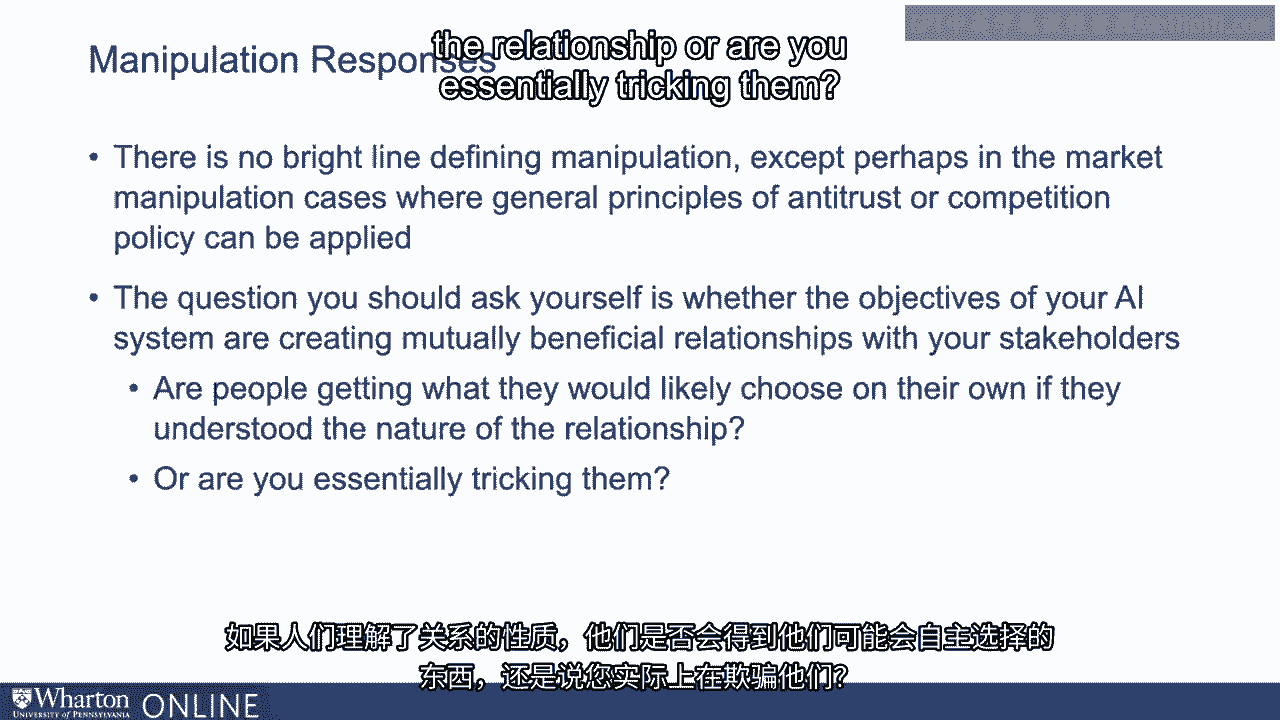 Manipulation Responses
the relationship or are you
essentially tricking them?
• There is no bright line defining manipulation, except perhaps in the market
manipulation cases where general principles of antitrust or competition
policy can be applied
• The question you should ask yourself is whether the objectives of your AI
system are creating mutually beneficial relationships with your stakeholders
• Are people getting what they would likely choose on their own if they
understood the nature of the relationship?
• Or are you essentially tricking them?
如果人们理解了关系的性质，他们是否会得到他们可能会自主选择的
东西，还是说您实际上在欺骗他们？
Wharton ONLINE
UNIVERSITY of PENNSYLVANIA